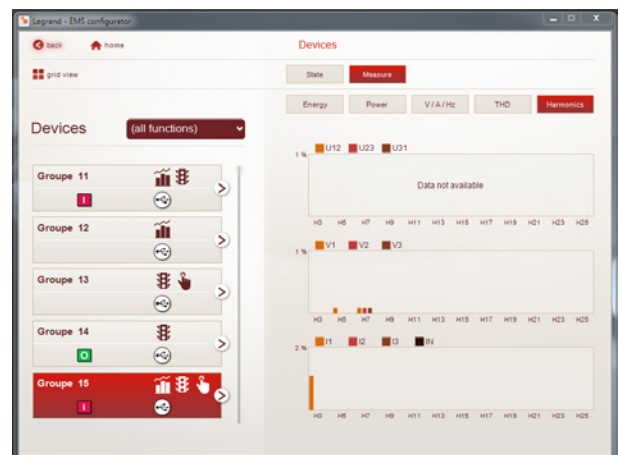 Legrand - EMS configurator
back home Devices
grid view State Measure
Energy Power V / A / Hz THD Harmonics
Devices (all functions)
U12 U23 U31
1 %
Data not available
H3 H5 H7 H9 H11 H13 H15 H17 H19 H21 H23 H25
Groupe 11
I
Groupe 12
V1 V2 V3
1 %
H3 H5 H7 H9 H11 H13 H15 H17 H19 H21 H23 H25
Groupe 13
Groupe 14
O
I1 I2 I3 IN
2 %
H3 H5 H7 H9 H11 H13 H15 H17 H19 H21 H23 H25
Groupe 15
I